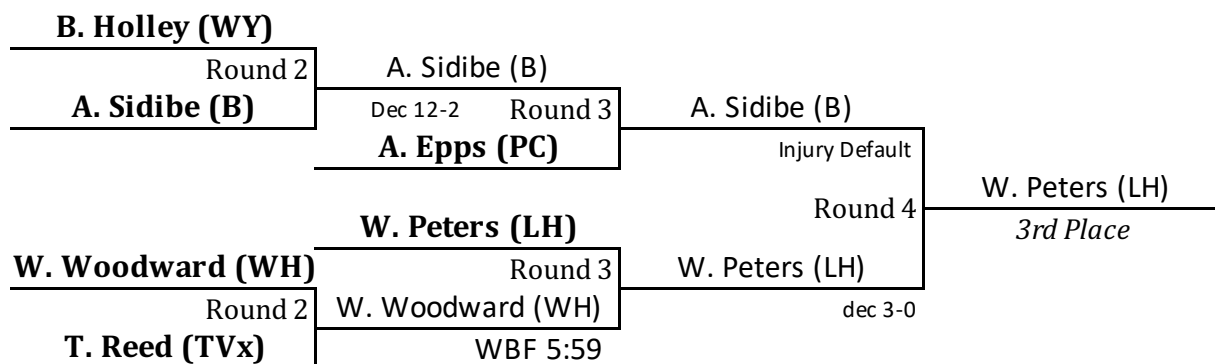 B. Holley (WY)
Round 2
A. Sidibe (B)
A. Sidibe (B)
Dec 12-2
Round 3
A. Epps (PC)
A. Sidibe (B)
Injury Default
Round 4
W. Peters (LH)
3rd Place
W. Peters (LH)
Round 3
W. Peters (LH)
dec 3-0
W. Woodward (WH)
Round 2
W. Woodward (WH)
T. Reed (TVx)
WBF 5:59